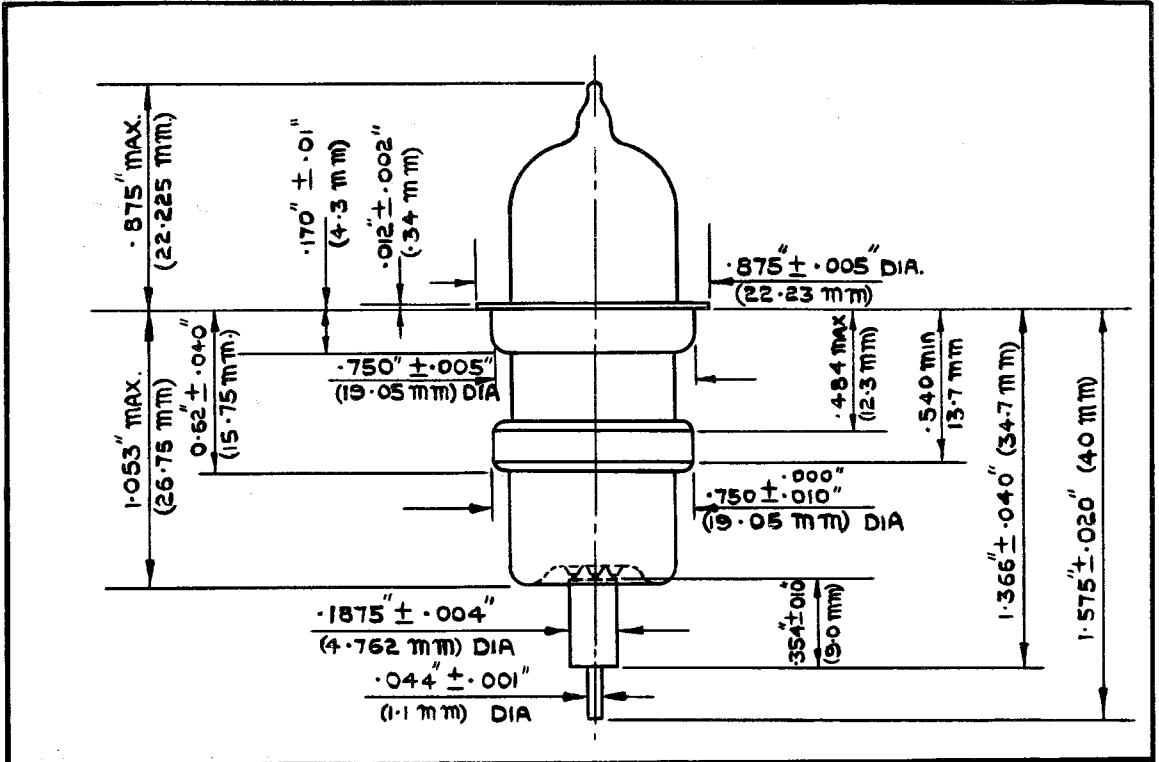 .875" MAX.
(22.225 mm.)
.170" ± .01"
(4.3 mm)
.012" ± .002"
(.34 mm)
.875" ± .005" DIA.
(22.23 mm)
1.053" MAX.
(26.75 mm)
0.62" ± .040"
(15.75 mm.)
.750" ± .005"
(19.05 mm) DIA
.484 MAX
(12.3 mm)
.540 MIN
13.7 mm
1.366" ± .040" (34.7 mm)
1.575" ± .020" (40 mm)
.750 ± .000"
.010"
(19.05 mm) DIA
.1875" ± .004"
(4.762 mm) DIA
.354" ± 010"
(9.0 mm)
.044" ± .001"
(1.1 mm) DIA